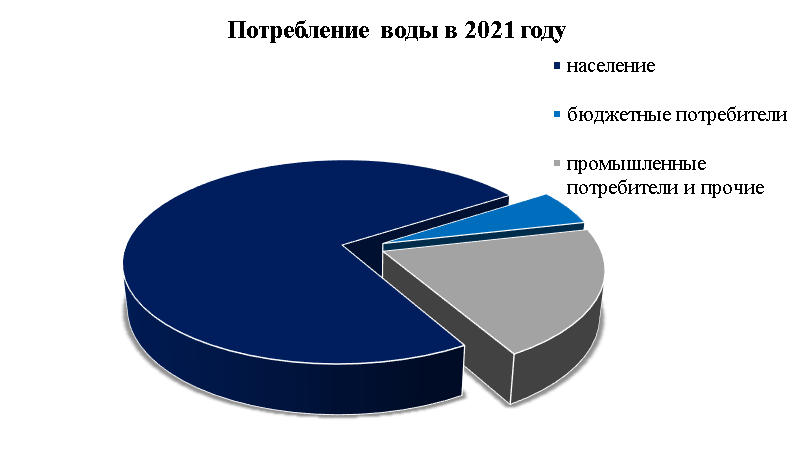 Потребление воды в 2021 году
население
бюджетные потребители
промышленные
потребители и прочие